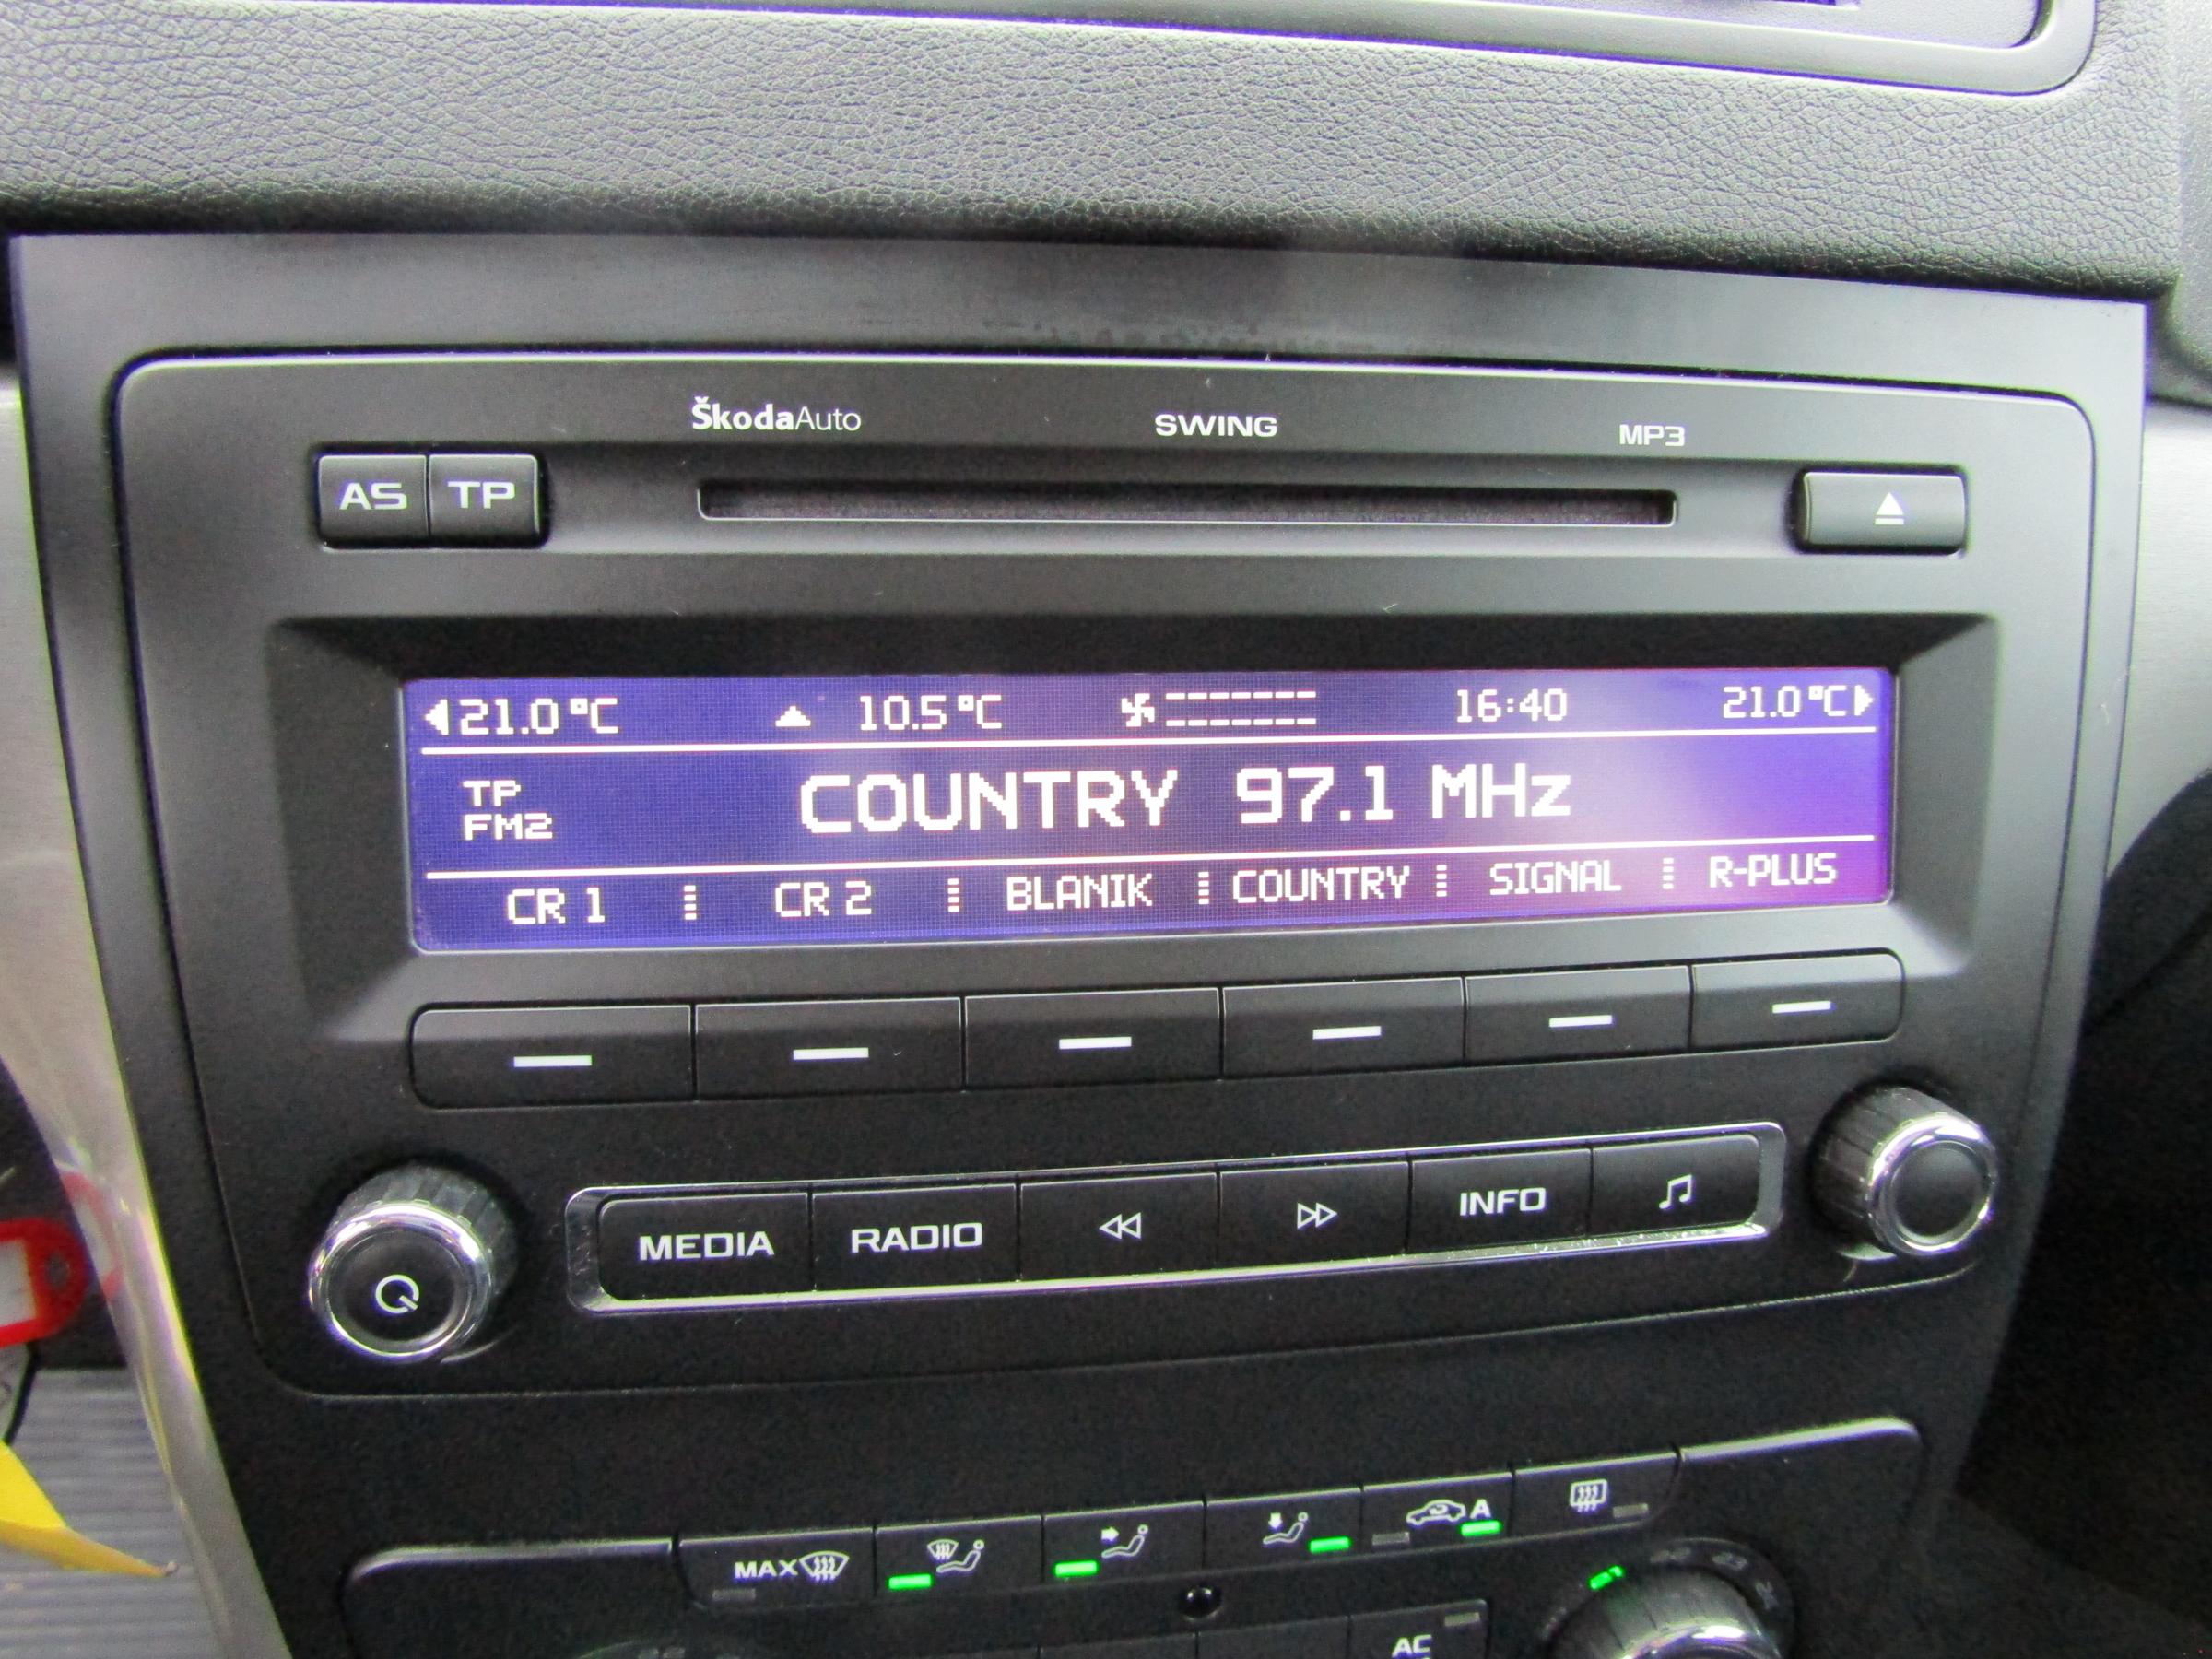 ŠkodaAuto SWING MP3
AS TP
21.0°C 10.5°C 16:40 21.0°C
TP
FM2
COUNTRY 97.1 MHz
CR 1 CR 2 BLANIK COUNTRY SIGNAL R-PLUS
MEDIA RADIO INFO
MAX A
AC